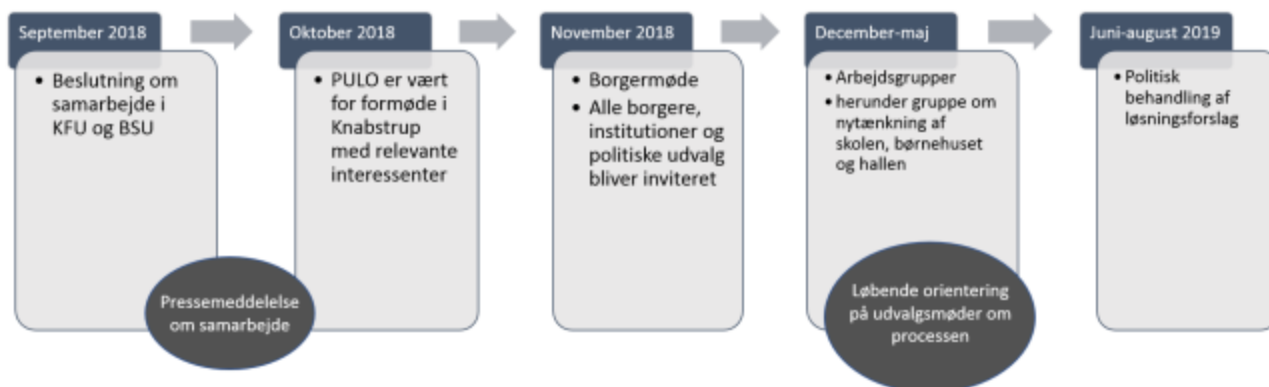 September 2018
• Beslutning om
samarbejde i
KFU og BSU
Pressemeddelelse
om samarbejde
Oktober 2018
• PULO er vært
for formøde i
Knabstrup
med relevante
interessenter
November 2018
• Borgermøde
• Alle borgere,
institutioner og
politiske udvalg
bliver inviteret
December-maj
• Arbejdsgrupper
• herunder gruppe om
nytænkning af
skolen, børnehuset
og hallen
Løbende orientering
på udvalgsmøder om
processen
Juni-august 2019
• Politisk
behandling af
løsningsforslag